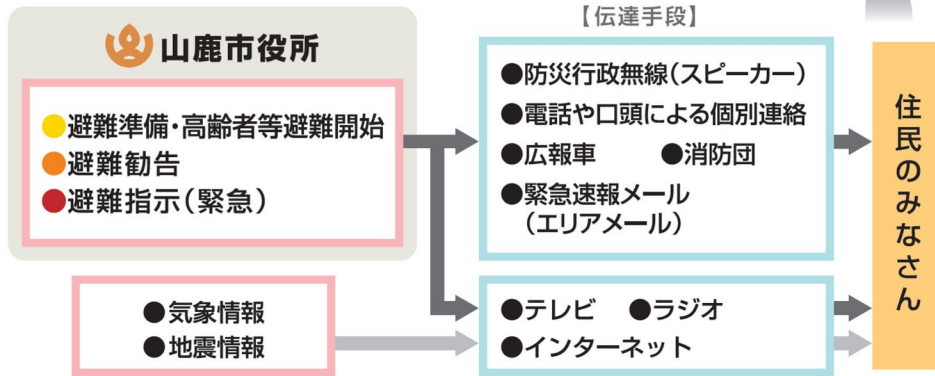 【伝達手段】
山鹿市役所
●避難準備・高齢者等避難開始
●避難勧告
●避難指示(緊急)
●気象情報
●地震情報
●防災行政無線(スピーカー)
●電話や口頭による個別連絡
●広報車 ●消防団
●緊急速報メール
(エリアメール)
●テレビ ●ラジオ
●インターネット
住民のみなさん